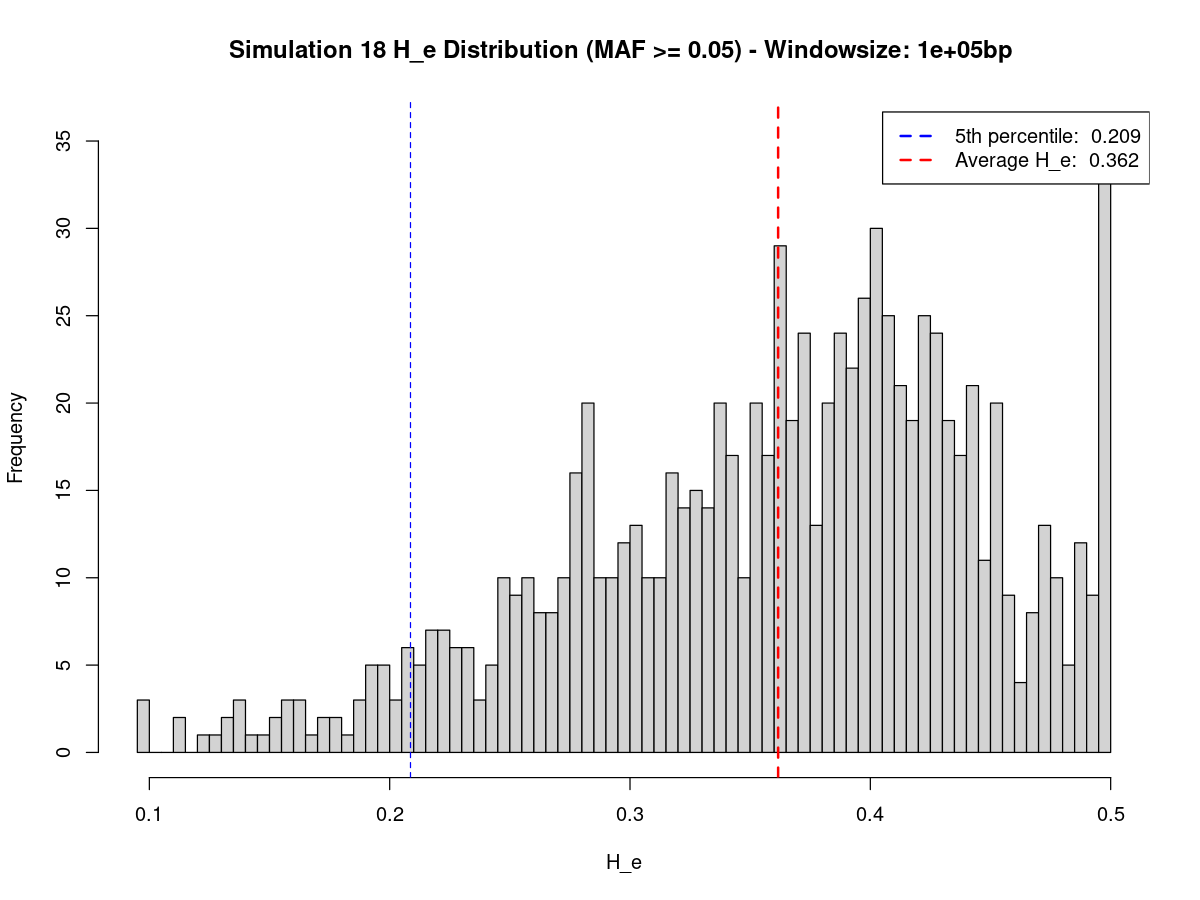 Simulation 18 H_e Distribution (MAF >= 0.05) - Windowsize: 1e+05bp
5th percentile:  0.209
Average H_e:  0.362
Frequency
35
30
25
20
15
10
5
0
0.1
0.2
0.3
0.4
0.5
H_e